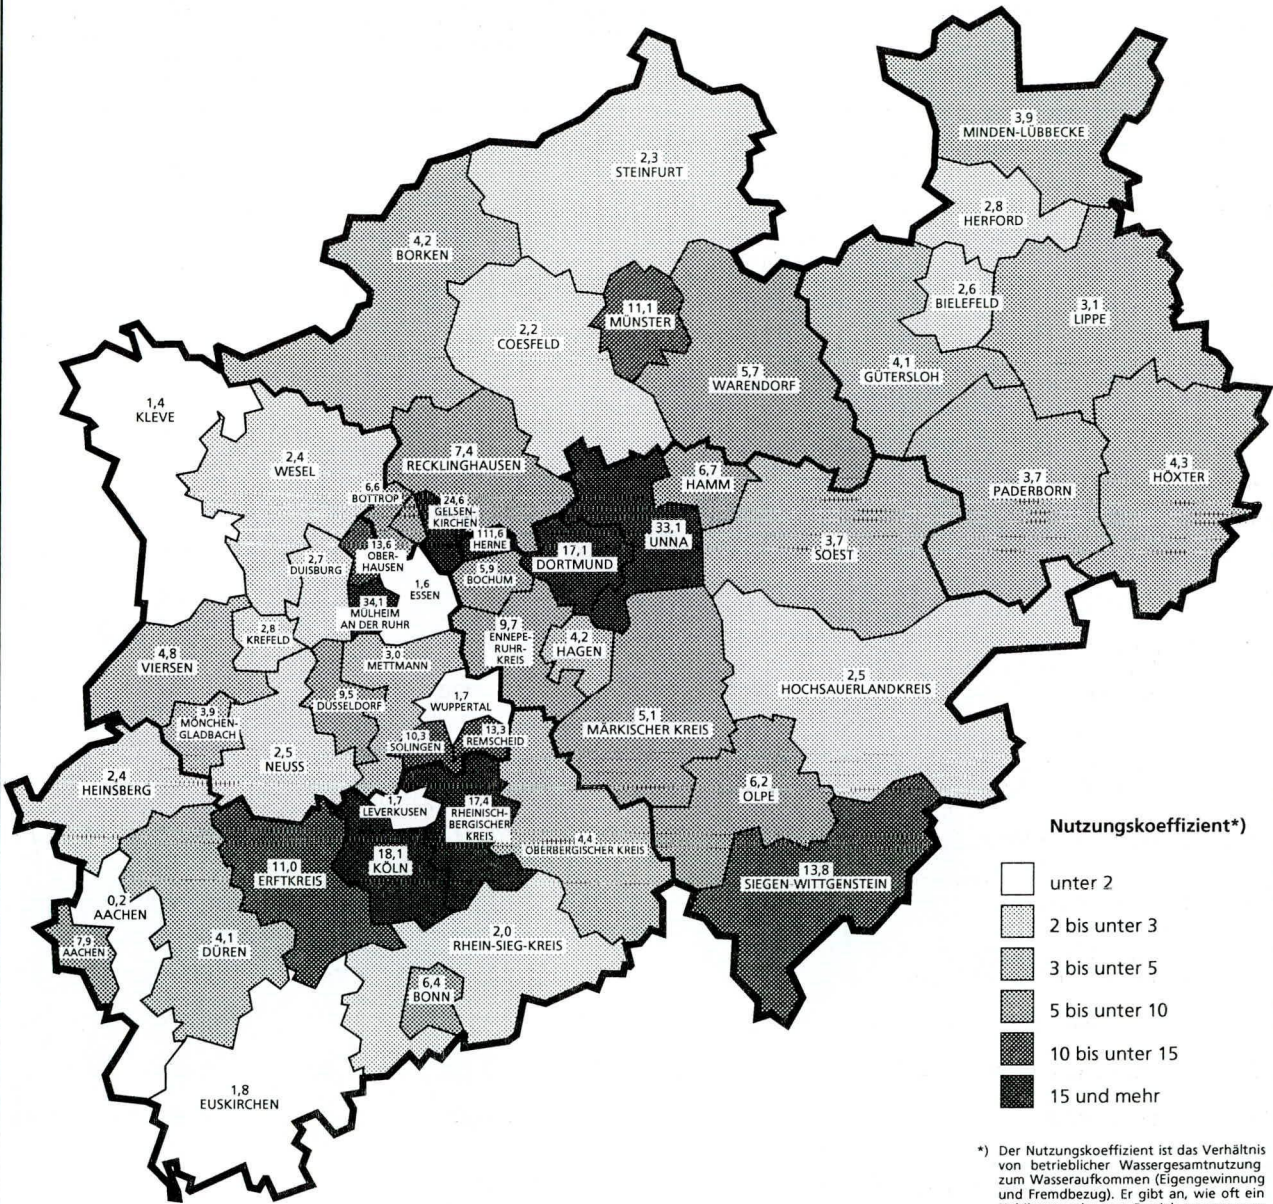 3,9
MINDEN-LÜBBECKE
2,3
STEINFURT
2,8
HERFORD
4,2
BORKEN
2,6
BIELEFELD
3,1
LIPPE
11,1
MÜNSTER
2,2
COESFELD
4,1
GÜTERSLOH
5,7
WARENDORF
1,4
KLEVE
2,4
WESEL
7,4
RECKLINGHAUSEN
6,7
HAMM
3,7
PADERBORN
4,3
HÖXTER
6,6
BOTTROP
24,6
GELSEN-
KIRCHEN
111,6
HERNE
33,1
UNNA
3,7
SOEST
13,6
OBER-
HAUSEN
17,1
DORTMUND
2,7
DUISBURG
5,9
BOCHUM
1,6
ESSEN
34,1
MÜLHEIM
AN DER RUHR
2,8
KREFELD
9,7
ENNEPE-
RUHR-
KREIS
4,2
HAGEN
4,8
VIERSEN
3,0
METTMANN
2,5
HOCHSAUERLANDKREIS
9,5
DÜSSELDORF
1,7
WUPPERTAL
3,9
MÖNCHEN-
GLADBACH
5,1
MÄRKISCHER KREIS
10,3
SOLINGEN
13,3
REMSCHEID
2,5
NEUSS
2,4
HEINSBERG
6,2
OLPE
1,7
LEVERKUSEN
17,4
RHEINISCH-
BERGISCHER
KREIS
4,4
OBERBERGISCHER KREIS
18,1
KÖLN
11,0
ERFTKREIS
13,8
SIEGEN-WITTGENSTEIN
0,2
AACHEN
7,9
AACHEN
4,1
DÜREN
2,0
RHEIN-SIEG-KREIS
6,4
BONN
1,8
EUSKIRCHEN
Nutzungskoeffizient*)
unter 2
2 bis unter 3
3 bis unter 5
5 bis unter 10
10 bis unter 15
15 und mehr
*) Der Nutzungskoeffizient ist das Verhältnis
von betrieblicher Wassergesamtnutzung
zum Wasseraufkommen (Eigengewinnung
und Fremdbezug). Er gibt an, wie oft ein